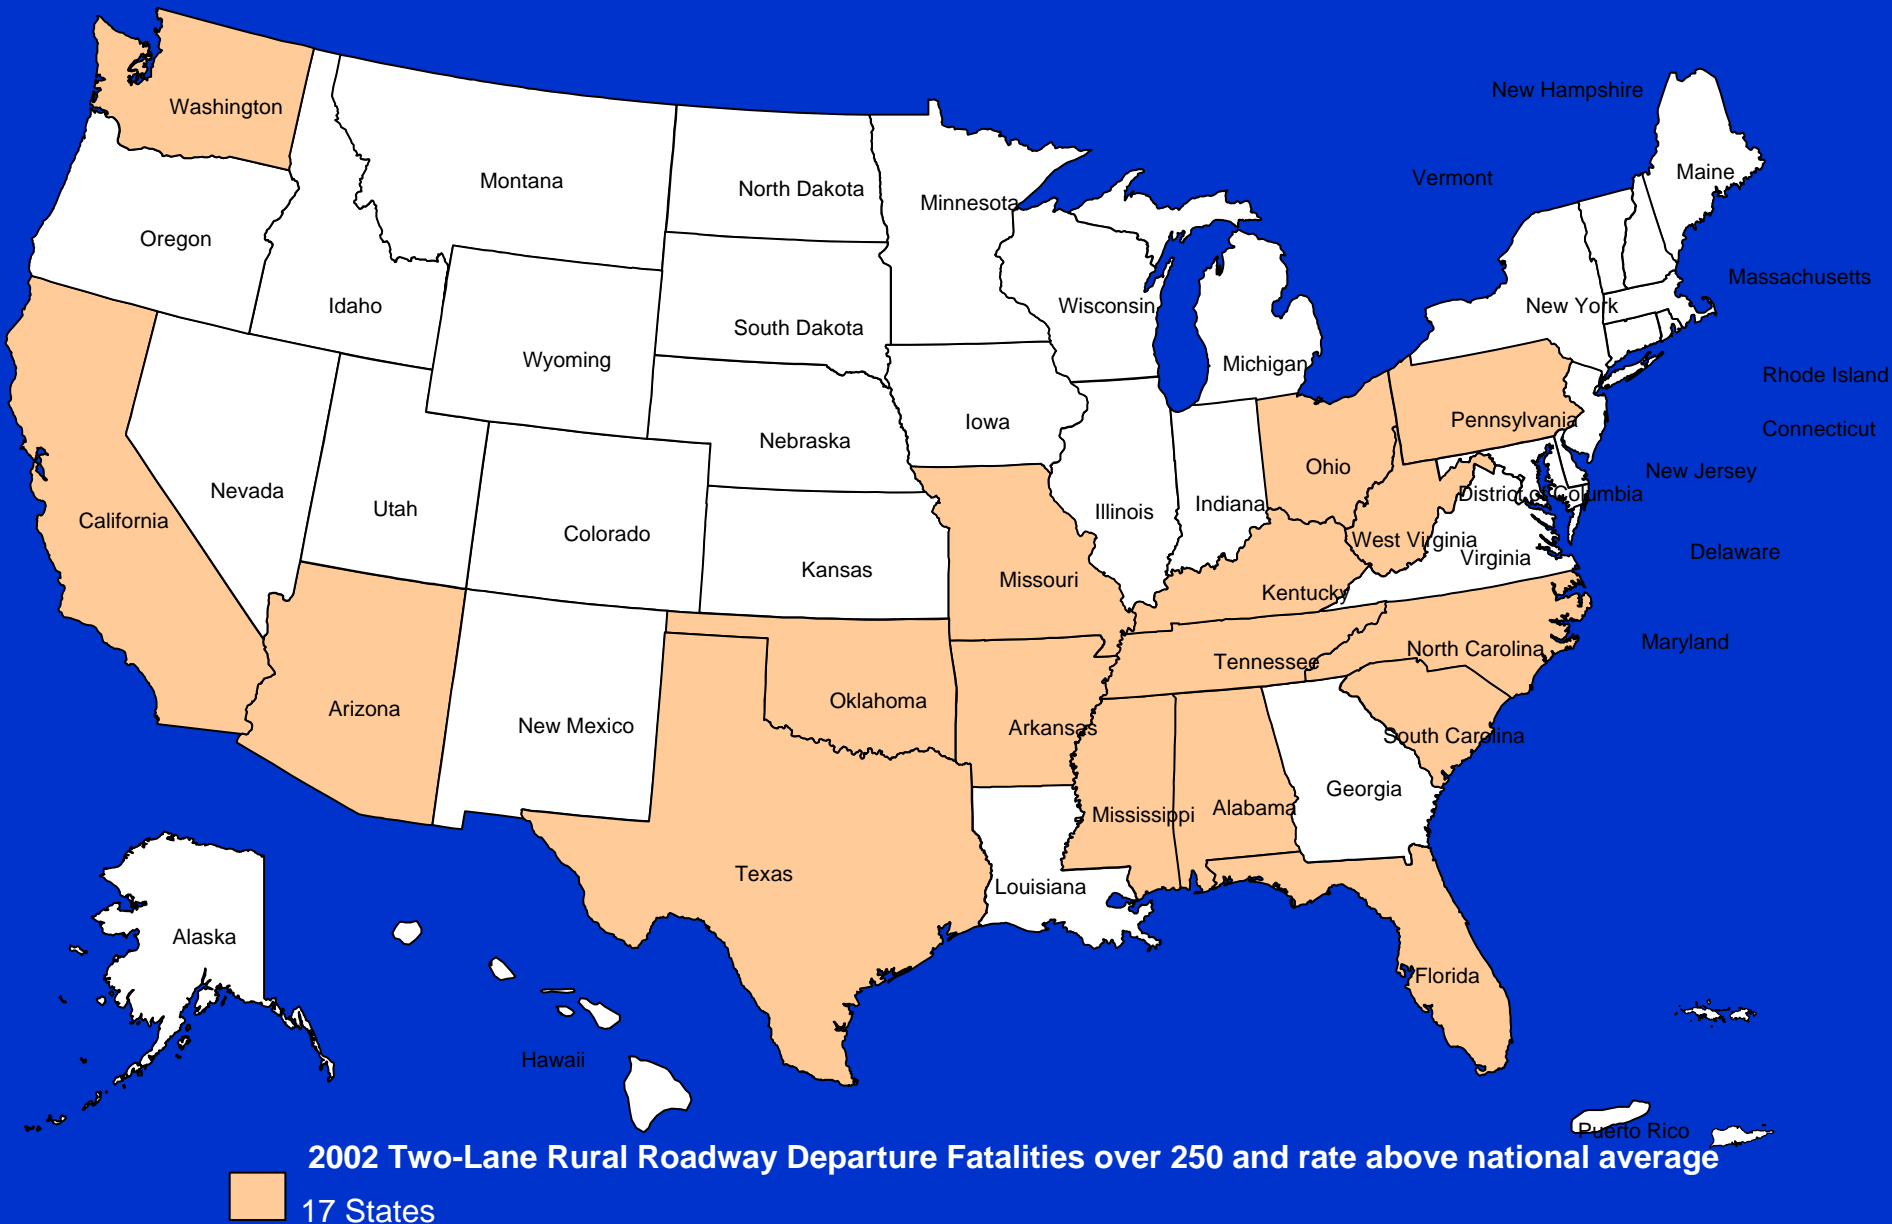 New Hampshire
Washington
Maine
Vermont
Montana
North Dakota
Minnesota
Oregon
Massachusetts
Idaho
Wisconsin
New York
South Dakota
Wyoming
Michigan
Rhode Island
Iowa
Pennsylvania
Connecticut
Nebraska
Ohio
New Jersey
Nevada
District of Columbia
Utah
Illinois
Indiana
California
Colorado
West Virginia
Delaware
Virginia
Kansas
Missouri
Kentucky
Maryland
North Carolina
Tennessee
Oklahoma
Arizona
New Mexico
Arkansas
South Carolina
Georgia
Alabama
Mississippi
Texas
Louisiana
Alaska
Florida
Hawaii
Puerto Rico
2002 Two-Lane Rural Roadway Departure Fatalities over 250 and rate above national average
17 States